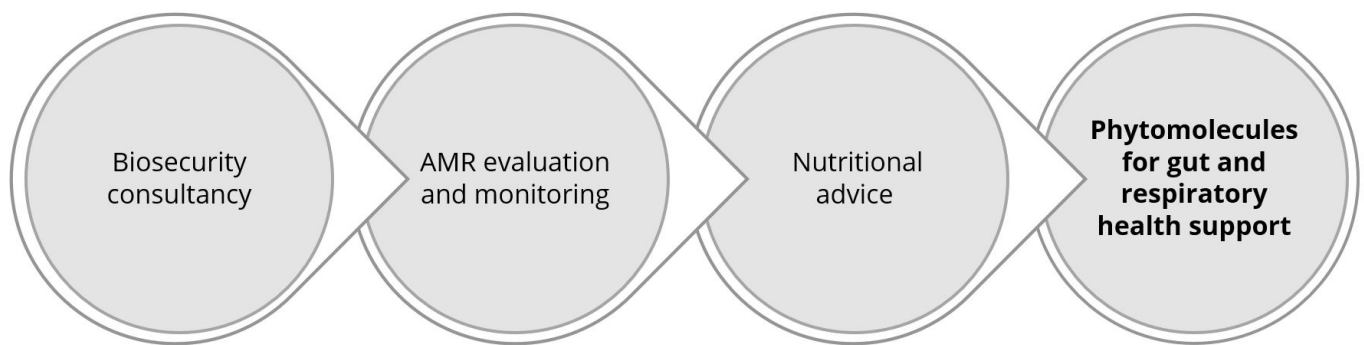 Biosecurity
consultancy
AMR evaluation
and monitoring
Nutritional
advice
Phytomolecules
for gut and
respiratory
health support